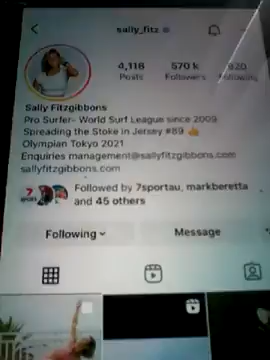 sally_fitz
4,118 570 k 820
Posts Followers Following
Sally Fitzgibbons
Pro Surfer- World Surf League since 2009
Spreading the Stoke in Jersey #89 🤙
Olympian Tokyo 2021
Enquiries management@sallyfitzgibbons.com
sallyfitzgibbons.com
Followed by 7sportau, markberetta
and 45 others
Following Message